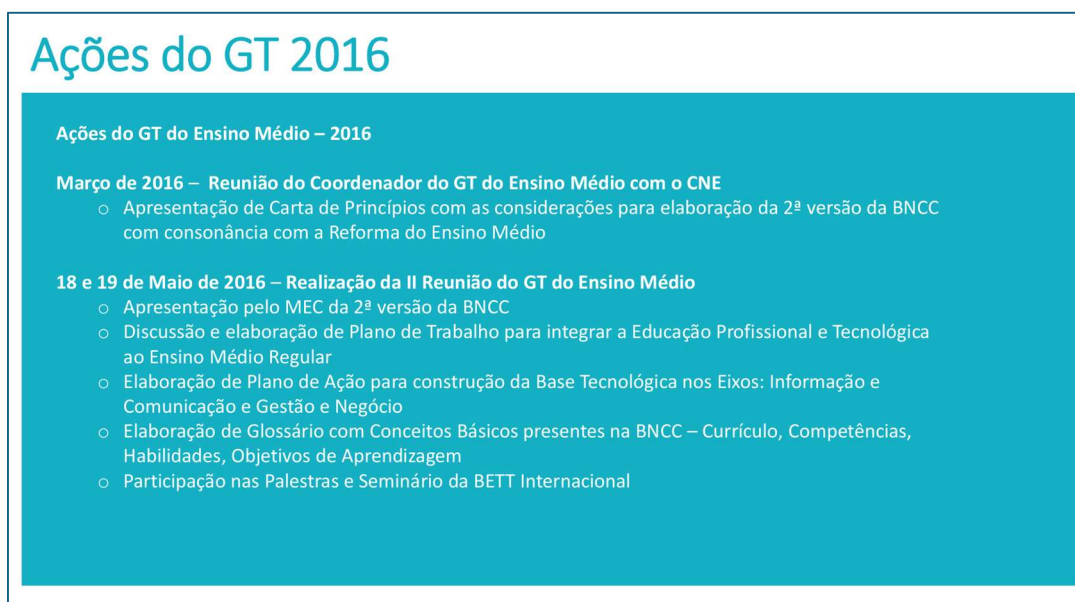 Ações do GT 2016
Ações do GT do Ensino Médio – 2016
Março de 2016 – Reunião do Coordenador do GT do Ensino Médio com o CNE
o Apresentação de Carta de Princípios com as considerações para elaboração da 2ª versão da BNCC
com consonância com a Reforma do Ensino Médio
18 e 19 de Maio de 2016 – Realização da II Reunião do GT do Ensino Médio
o Apresentação pelo MEC da 2ª versão da BNCC
o Discussão e elaboração de Plano de Trabalho para integrar a Educação Profissional e Tecnológica
ao Ensino Médio Regular
o Elaboração de Plano de Ação para construção da Base Tecnológica nos Eixos: Informação e
Comunicação e Gestão e Negócio
o Elaboração de Glossário com Conceitos Básicos presentes na BNCC – Currículo, Competências,
Habilidades, Objetivos de Aprendizagem
o Participação nas Palestras e Seminário da BETT Internacional